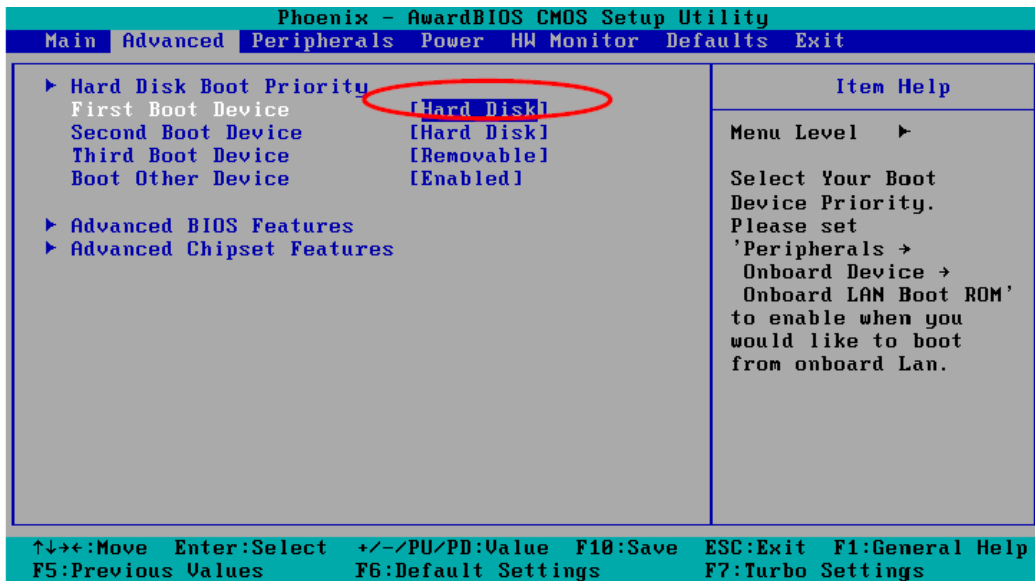 Phoenix - AwardBIOS CMOS Setup Utility
Main Advanced Peripherals Power HW Monitor Defaults Exit
▶ Hard Disk Boot Priority
First Boot Device [Hard Disk]
Second Boot Device [Hard Disk]
Third Boot Device [Removable]
Boot Other Device [Enabled]
▶ Advanced BIOS Features
▶ Advanced Chipset Features
Item Help
Menu Level ▶
Select Your Boot
Device Priority.
Please set
'Peripherals →
Onboard Device →
Onboard LAN Boot ROM'
to enable when you
would like to boot
from onboard Lan.
↑↓→←:Move Enter:Select +/-/PU/PD:Value F10:Save ESC:Exit F1:General Help
F5:Previous Values F6:Default Settings F7:Turbo Settings